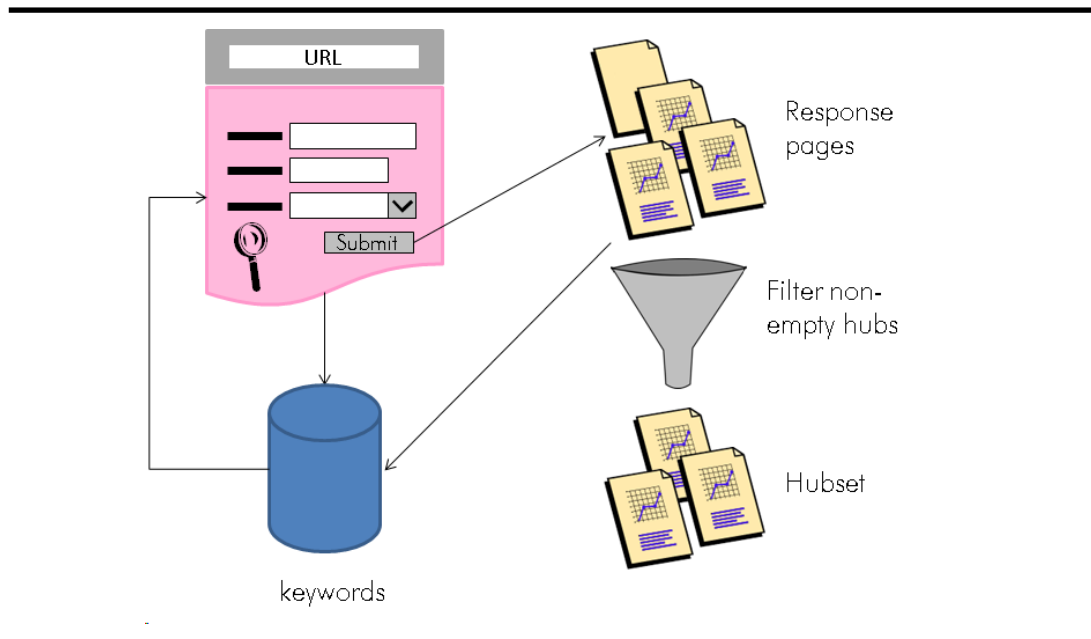 URL
Submit
Response
pages
Filter non-
empty hubs
Hubset
keywords